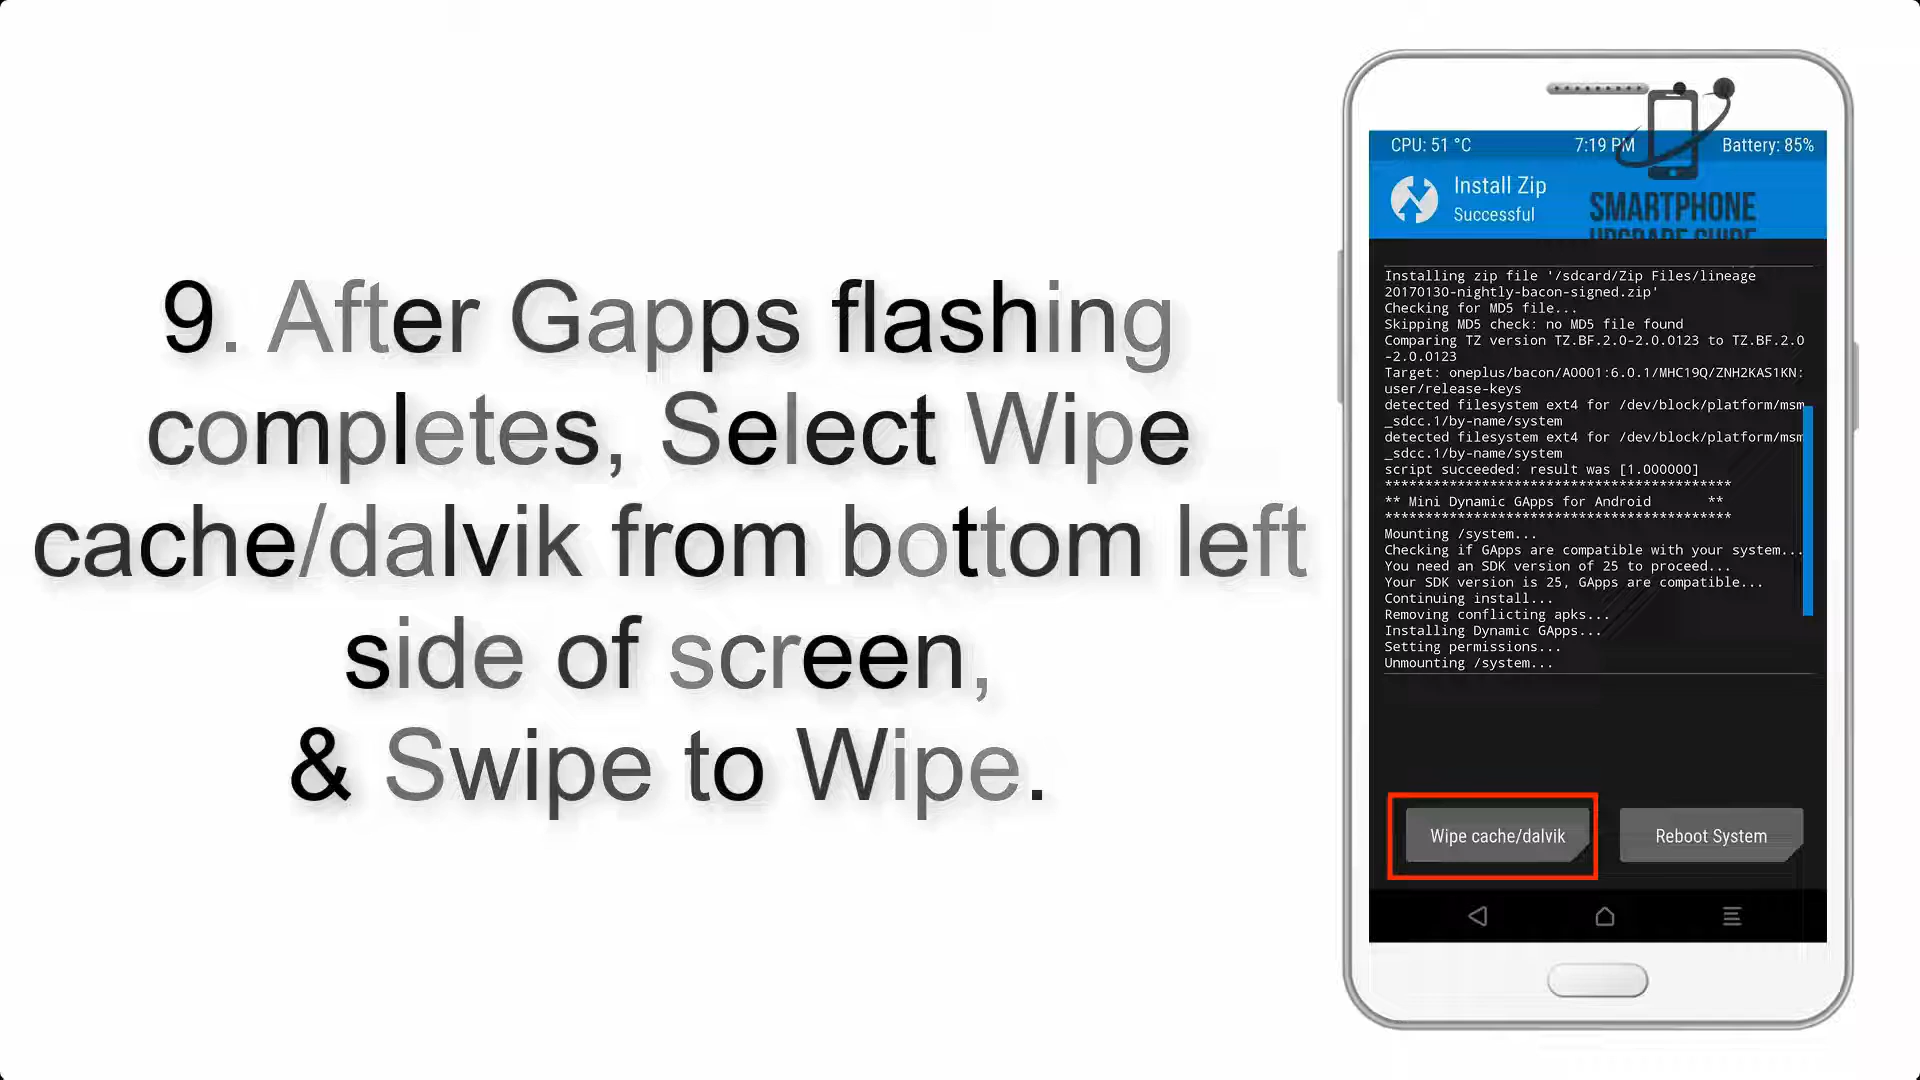 9. After Gapps flashing
completes, Select Wipe
cache/dalvik from bottom left
side of screen,
& Swipe to Wipe.
CPU: 51 °C 7:19 PM Battery: 85%
Install Zip
Successful
SMARTPHONE
UPGRADE GUIDE
Installing zip file '/sdcard/Zip Files/lineage
20170130-nightly-bacon-signed.zip'
Checking for MD5 file...
Skipping MD5 check: no MD5 file found
Comparing TZ version TZ.BF.2.0-2.0.0123 to TZ.BF.2.0
-2.0.0123
Target: oneplus/bacon/A0001:6.0.1/MHC19Q/ZNH2KAS1KN:
user/release-keys
detected filesystem ext4 for /dev/block/platform/msm
_sdcc.1/by-name/system
detected filesystem ext4 for /dev/block/platform/msm
_sdcc.1/by-name/system
script succeeded: result was [1.000000]
*******************************************
** Mini Dynamic GApps for Android **
*******************************************
Mounting /system...
Checking if GApps are compatible with your system...
You need an SDK version of 25 to proceed...
Your SDK version is 25, GApps are compatible...
Continuing install...
Removing conflicting apks...
Installing Dynamic GApps...
Setting permissions...
Unmounting /system...
Wipe cache/dalvik Reboot System